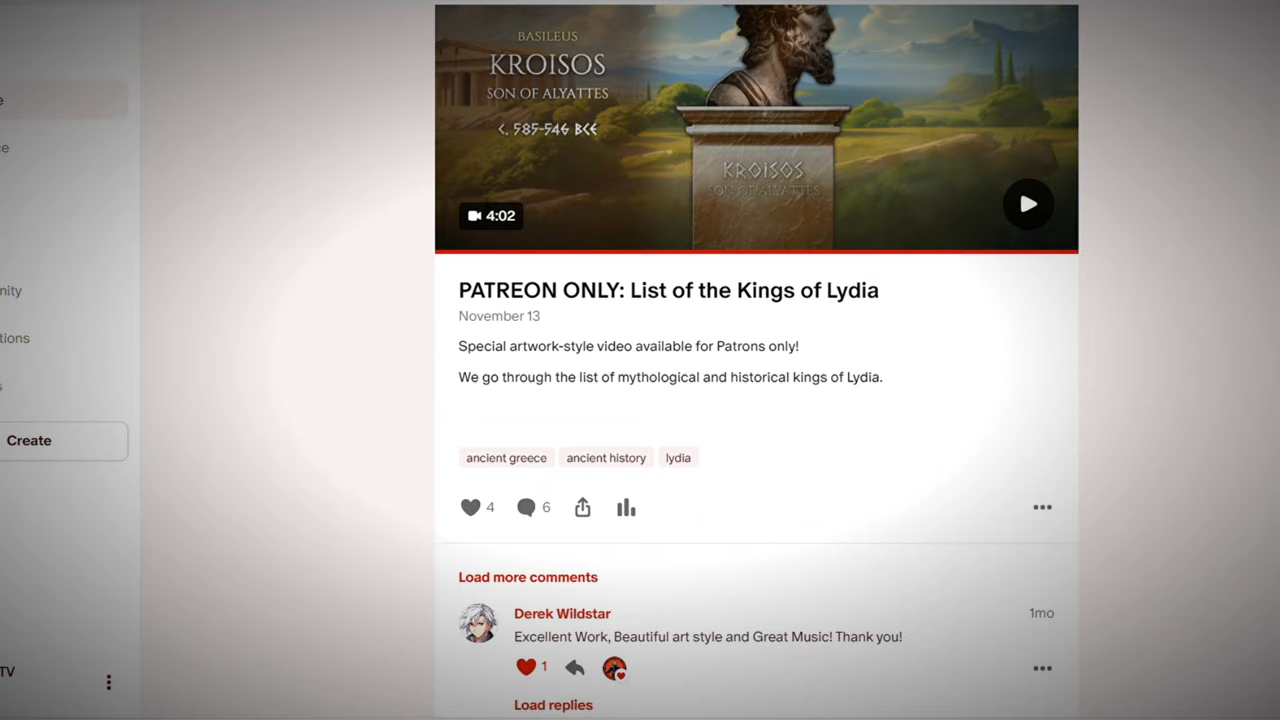 BASILEUS
KROISOS
SON OF ALYATTES
C. 585-546 BCE
KROISOS
SON OF ALYATTES
4:02
PATREON ONLY: List of the Kings of Lydia
November 13
Special artwork-style video available for Patrons only!
We go through the list of mythological and historical kings of Lydia.
ancient greece ancient history lydia
4 6
Load more comments
Derek Wildstar 1mo
Excellent Work, Beautiful art style and Great Music! Thank you!
1
Load replies
e
ce
nity
tions
s
Create
TV